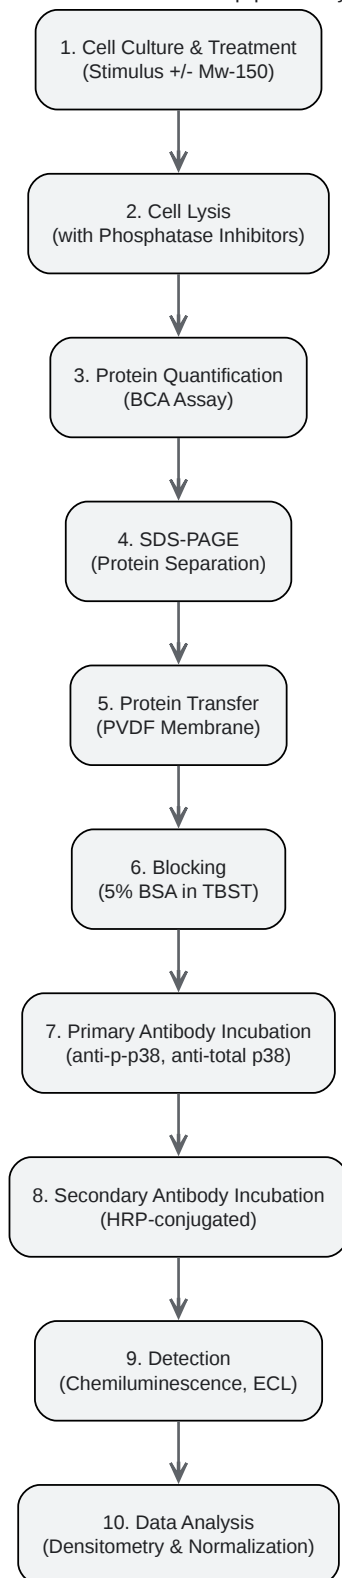 1. Cell Culture & Treatment
(Stimulus +/- Mw-150)
2. Cell Lysis
(with Phosphatase Inhibitors)
3. Protein Quantification
(BCA Assay)
4. SDS-PAGE
(Protein Separation)
5. Protein Transfer
(PVDF Membrane)
6. Blocking
(5% BSA in TBST)
7. Primary Antibody Incubation
(anti-p-p38, anti-total p38)
8. Secondary Antibody Incubation
(HRP-conjugated)
9. Detection
(Chemiluminescence, ECL)
10. Data Analysis
(Densitometry & Normalization)